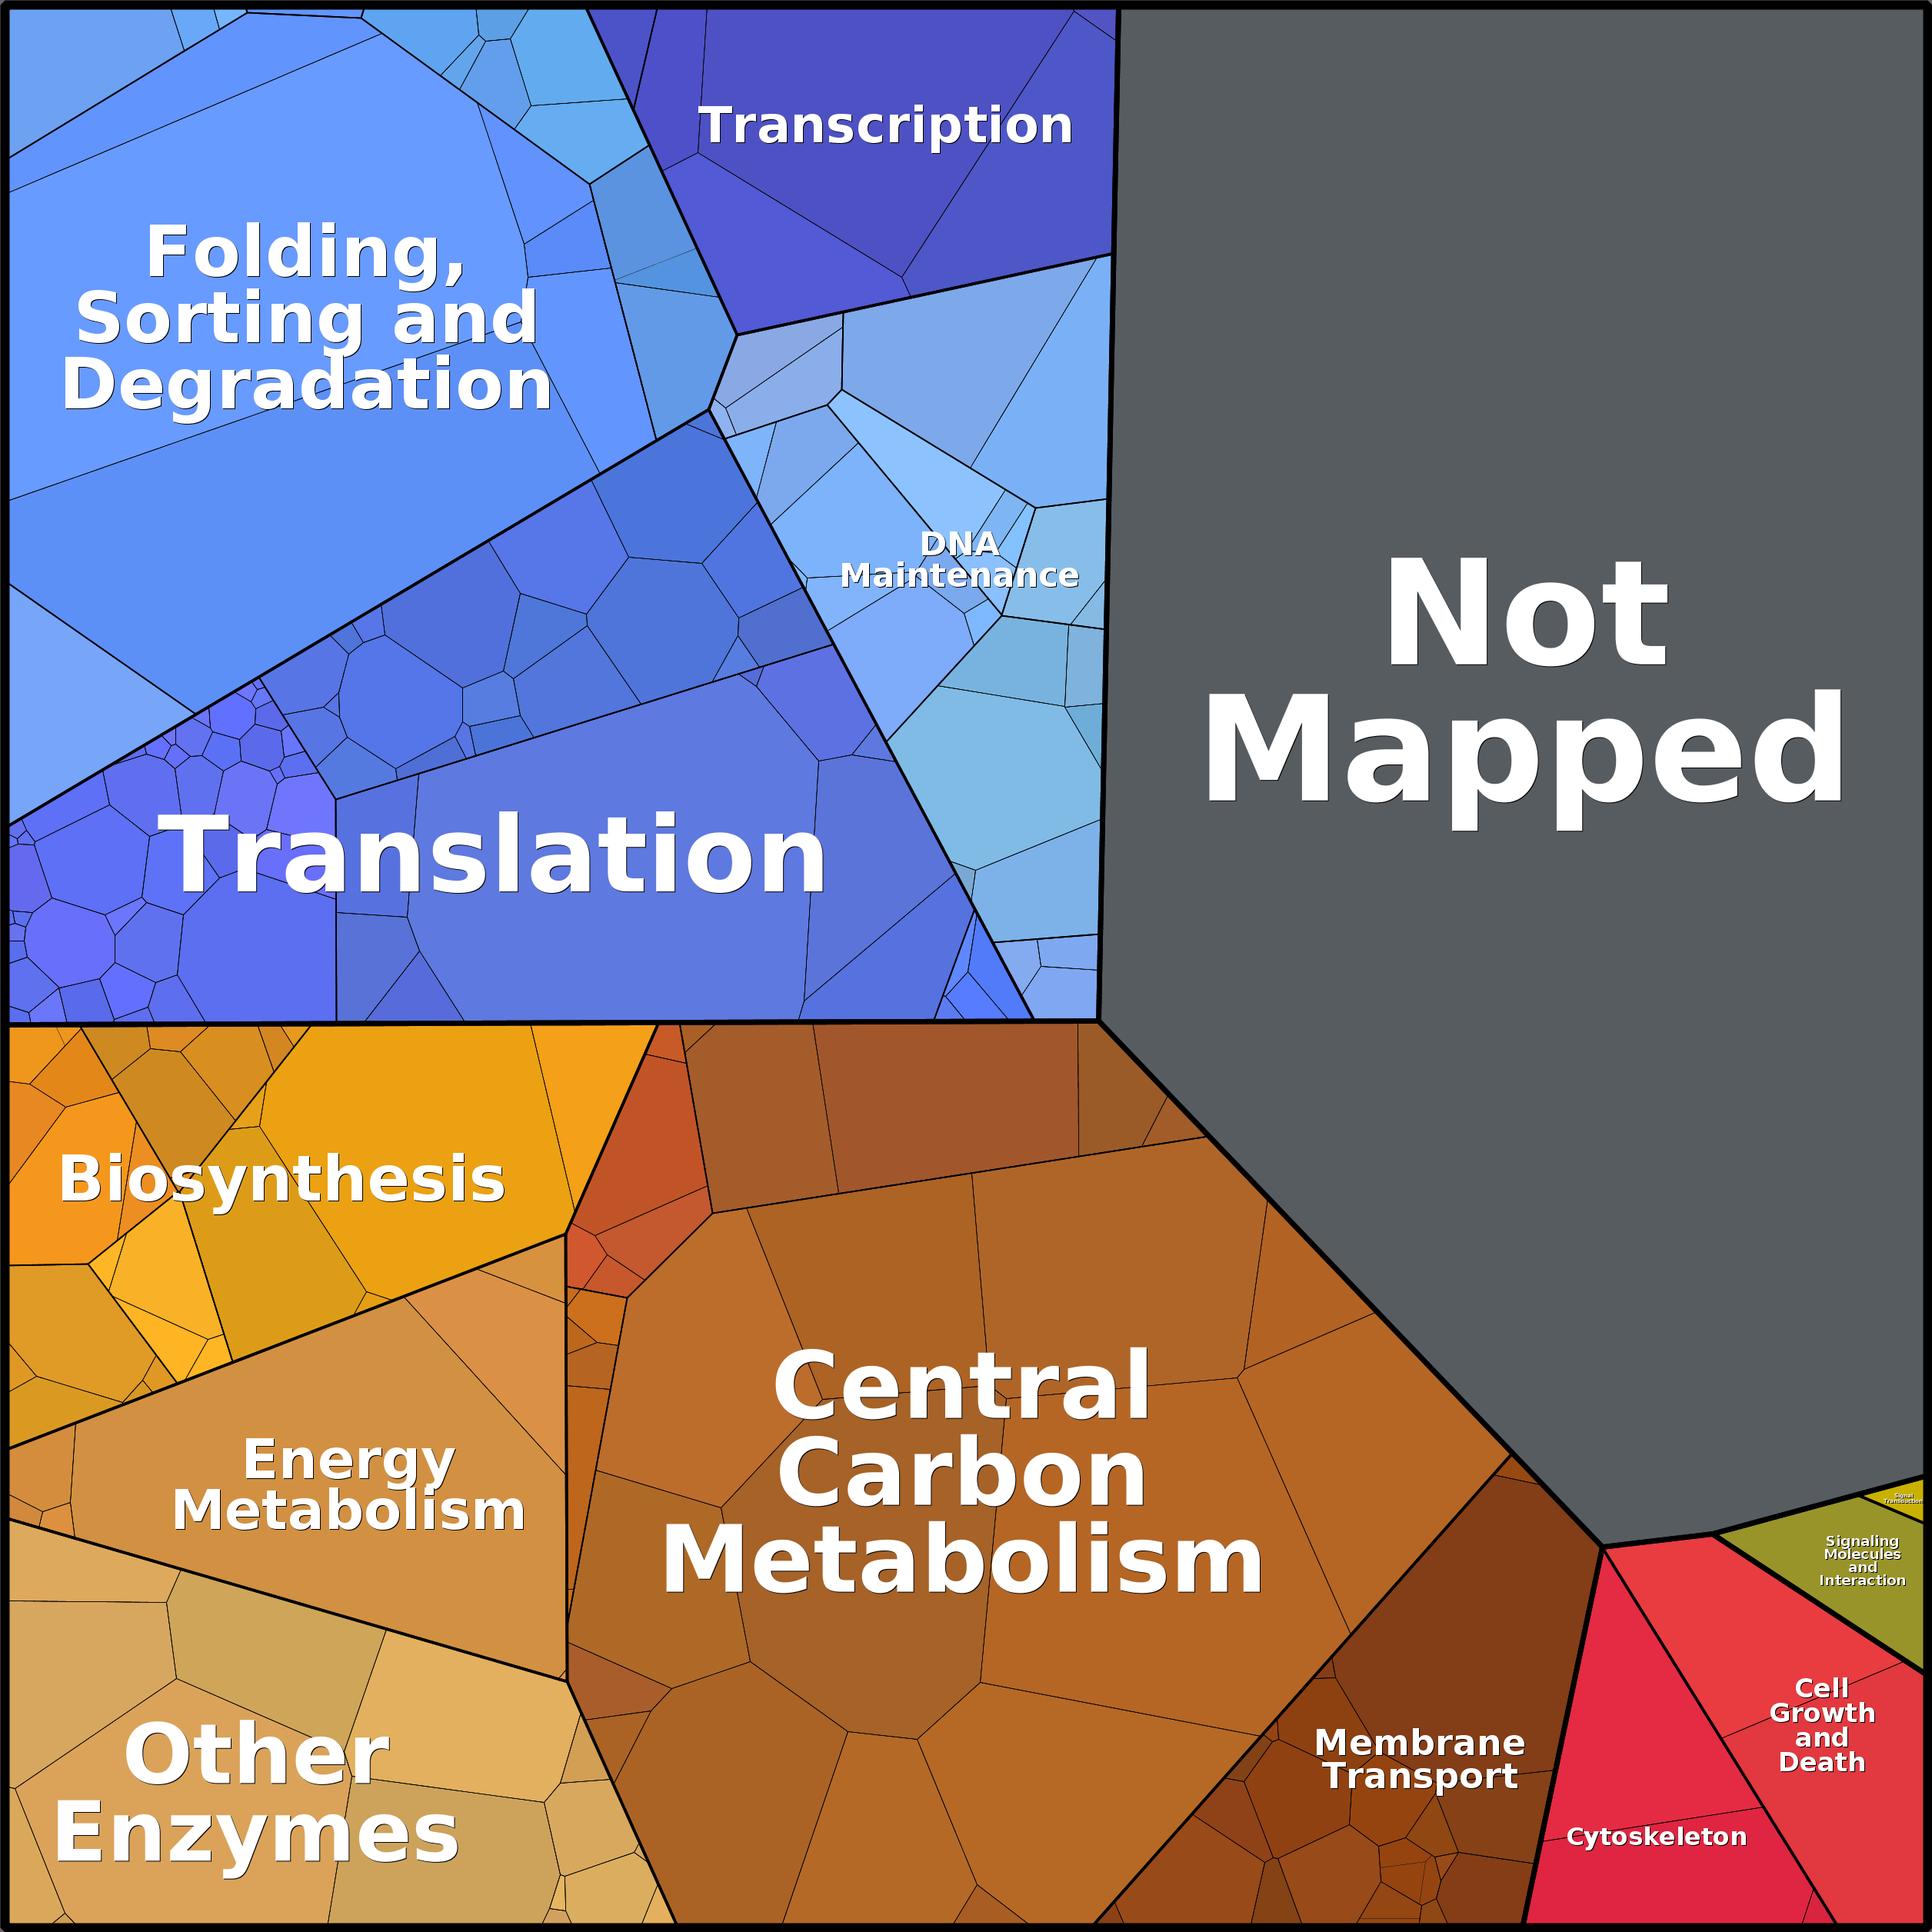 Transcription
Folding,
Sorting and
Degradation
DNA
Maintenance
Not
Mapped
Translation
Biosynthesis
Energy
Metabolism
Central
Carbon
Metabolism
Other
Enzymes
Membrane
Transport
Signal
Transduction
Signaling
Molecules
and
Interaction
Cell
Growth
and
Death
Cytoskeleton